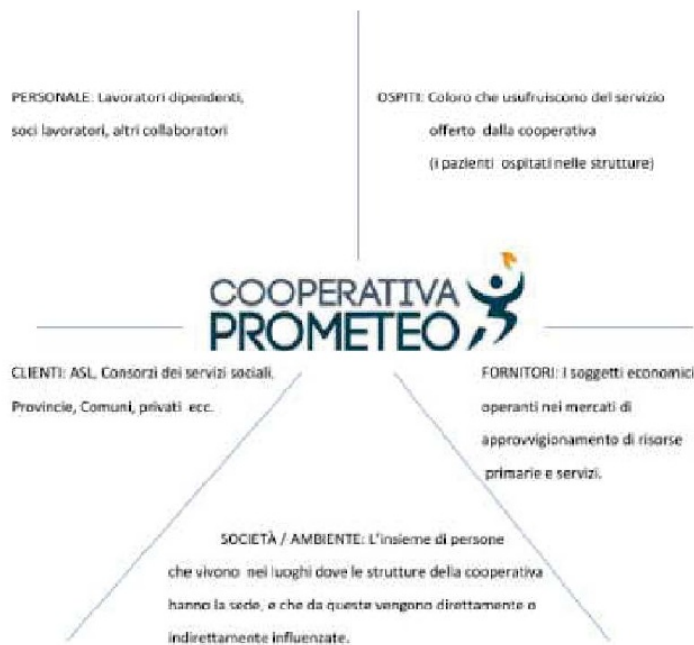 PERSONALE: Lavoratori dipendenti,
soci lavoratori, altri collaboratori
OSPITI: Coloro che usufruiscono del servizio
offerto dalla cooperativa
(i pazienti ospitati nelle strutture)
COOPERATIVA
PROMETEO
CLIENTI: ASL, Consorzi dei servizi sociali,
Provincie, Comuni, privati ecc.
FORNITORI: I soggetti economici
operanti nei mercati di
approvvigionamento di risorse
primarie e servizi.
SOCIETÀ / AMBIENTE: L'insieme di persone
che vivono nei luoghi dove le strutture della cooperativa
hanno la sede, e che da queste vengono direttamente o
indirettamente influenzate.